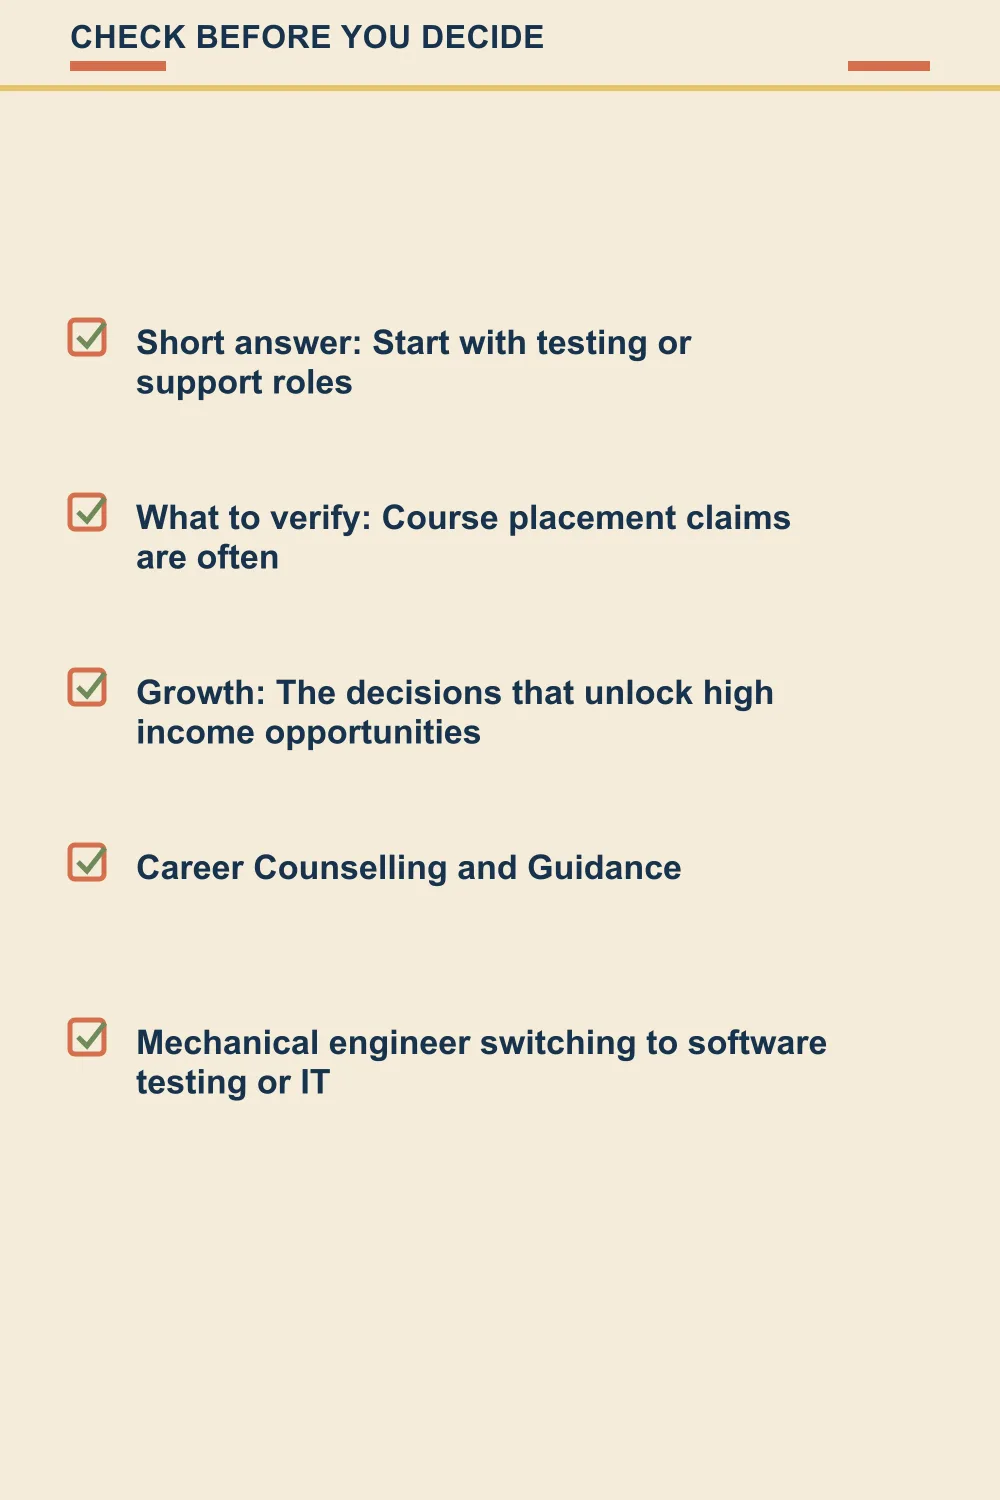 CHECK BEFORE YOU DECIDE
Short answer: Start with testing or
support roles
What to verify: Course placement claims
are often
Growth: The decisions that unlock high
income opportunities
Career Counselling and Guidance
Mechanical engineer switching to software
testing or IT